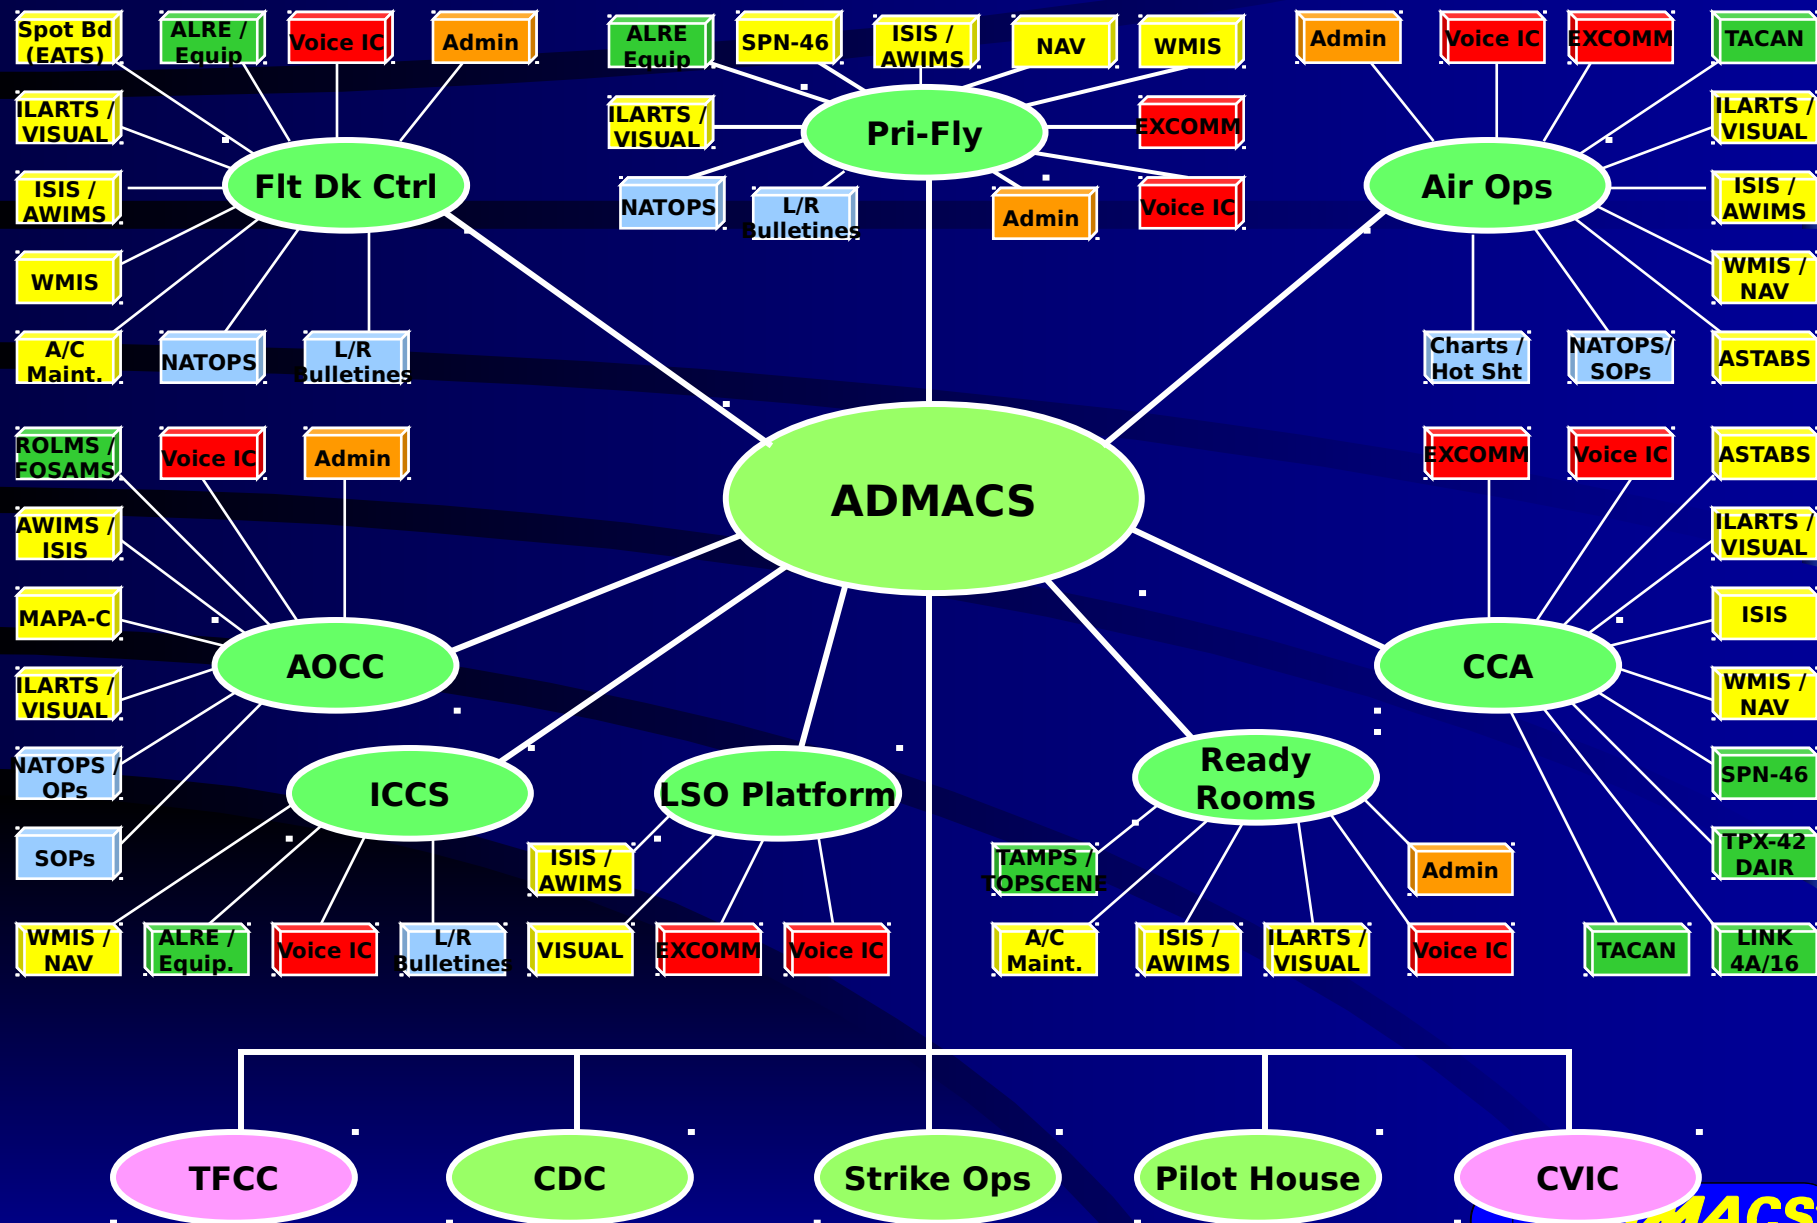 Spot Bd
(EATS)
ALRE /
Equip
Voice IC
Admin
ILARTS /
VISUAL
ISIS /
AWIMS
WMIS
A/C
Maint.
NATOPS
L/R
Bulletines
Flt Dk Ctrl
ALRE
Equip
SPN-46
ISIS /
AWIMS
NAV
WMIS
ILARTS /
VISUAL
EXCOMM
NATOPS
L/R
Bulletines
Admin
Voice IC
Pri-Fly
Admin
Voice IC
EXCOMM
TACAN
ILARTS /
VISUAL
ISIS /
AWIMS
WMIS /
NAV
Charts /
Hot Sht
NATOPS/
SOPs
ASTABS
Air Ops
ADMACS
ROLMS /
FOSAMS
Voice IC
Admin
AWIMS /
ISIS
MAPA-C
ILARTS /
VISUAL
NATOPS /
OPs
SOPs
AOCC
EXCOMM
Voice IC
ASTABS
ILARTS /
VISUAL
ISIS
WMIS /
NAV
SPN-46
TPX-42
DAIR
TACAN
LINK
4A/16
CCA
ICCS
WMIS /
NAV
ALRE /
Equip.
Voice IC
L/R
Bulletines
LSO Platform
ISIS /
AWIMS
VISUAL
EXCOMM
Voice IC
Ready
Rooms
TAMPS /
TOPSCENE
A/C
Maint.
ISIS /
AWIMS
ILARTS /
VISUAL
Voice IC
Admin
TFCC
CDC
Strike Ops
Pilot House
CVIC